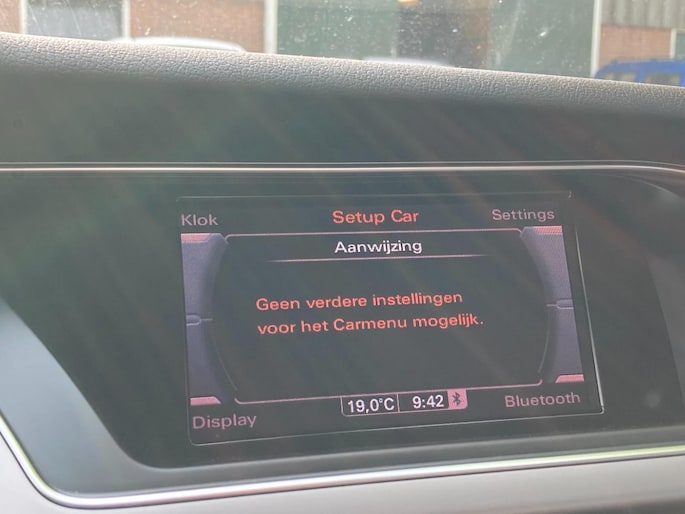 Klok Setup Car Settings
Aanwijzing
Geen verdere instellingen
voor het Carmenu mogelijk.
19,0°C 9:42
Display Bluetooth